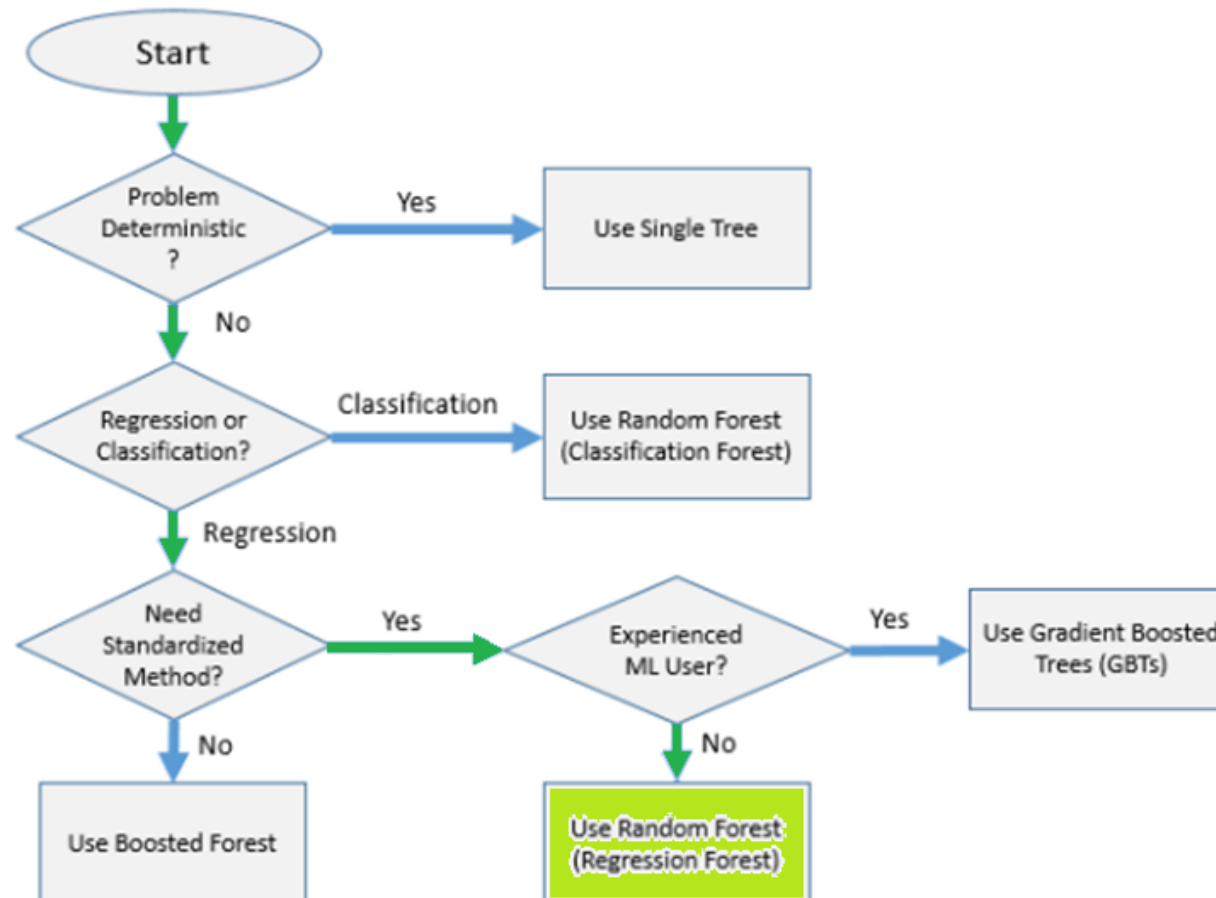 Start
Problem
Deterministic
?
Yes
Use Single Tree
No
Regression or
Classification?
Classification
Use Random Forest
(Classification Forest)
Regression
Need
Standardized
Method?
Yes
Experienced
ML User?
Yes
Use Gradient Boosted
Trees (GBTs)
No
Use Boosted Forest
No
Use Random Forest
(Regression Forest)